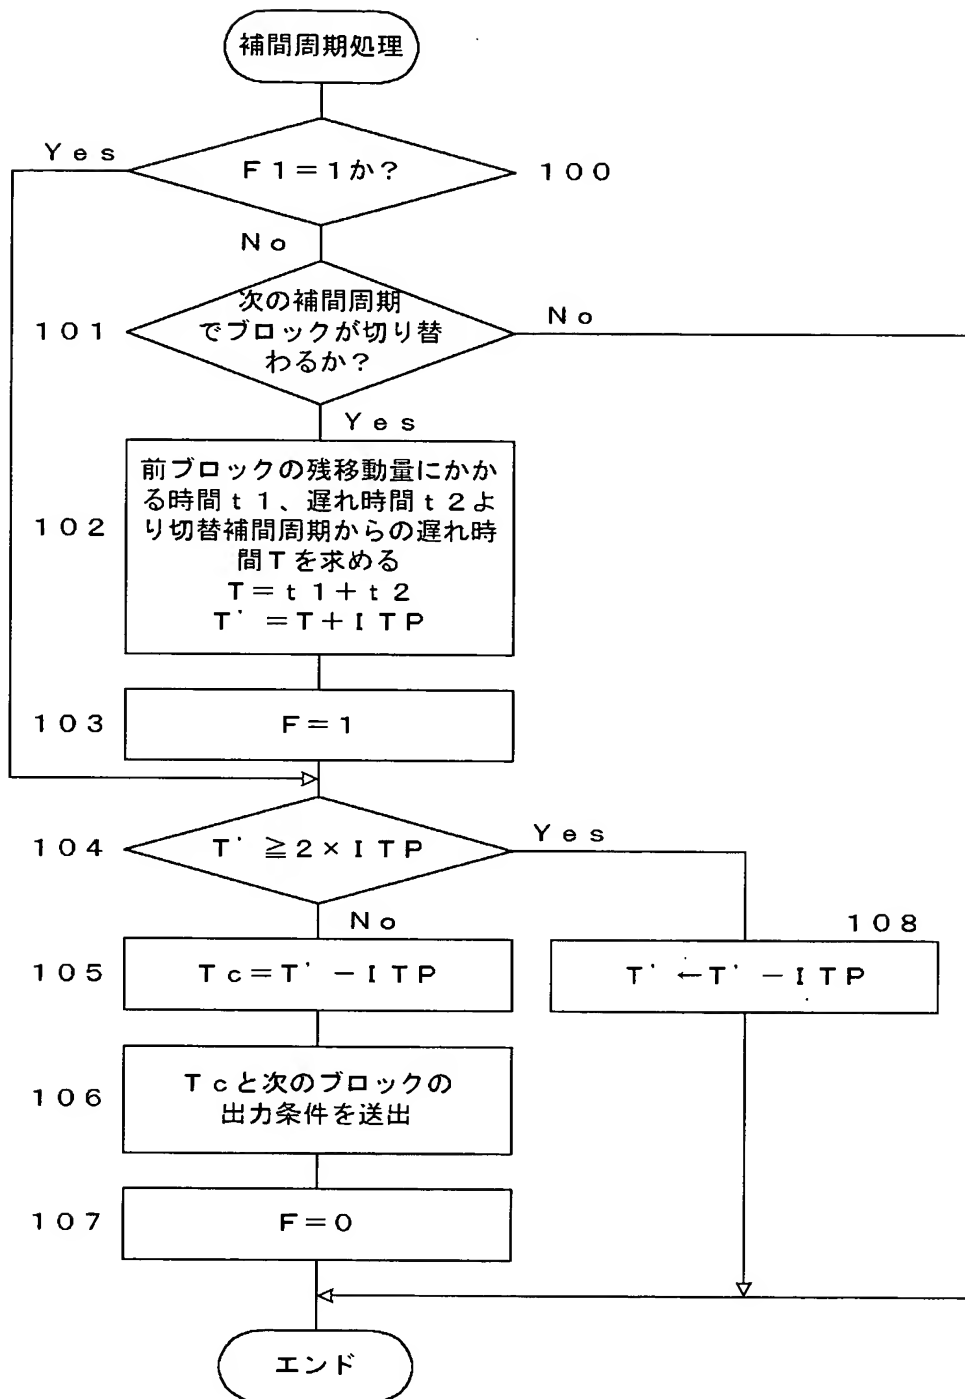 補間周期処理
Yes
F1=1か?
100
No
次の補間周期
でブロックが切り替
わるか?
101
No
Yes
前ブロックの残移動量にかか
る時間t1、遅れ時間t2よ
り切替補間周期からの遅れ時
間Tを求める
T=t1+t2
T'=T+ITP
102
103
F=1
104
T'≧2×ITP
Yes
No
108
105
Tc=T'-ITP
T'←T'-ITP
106
Tcと次のブロックの
出力条件を送出
107
F=0
エンド